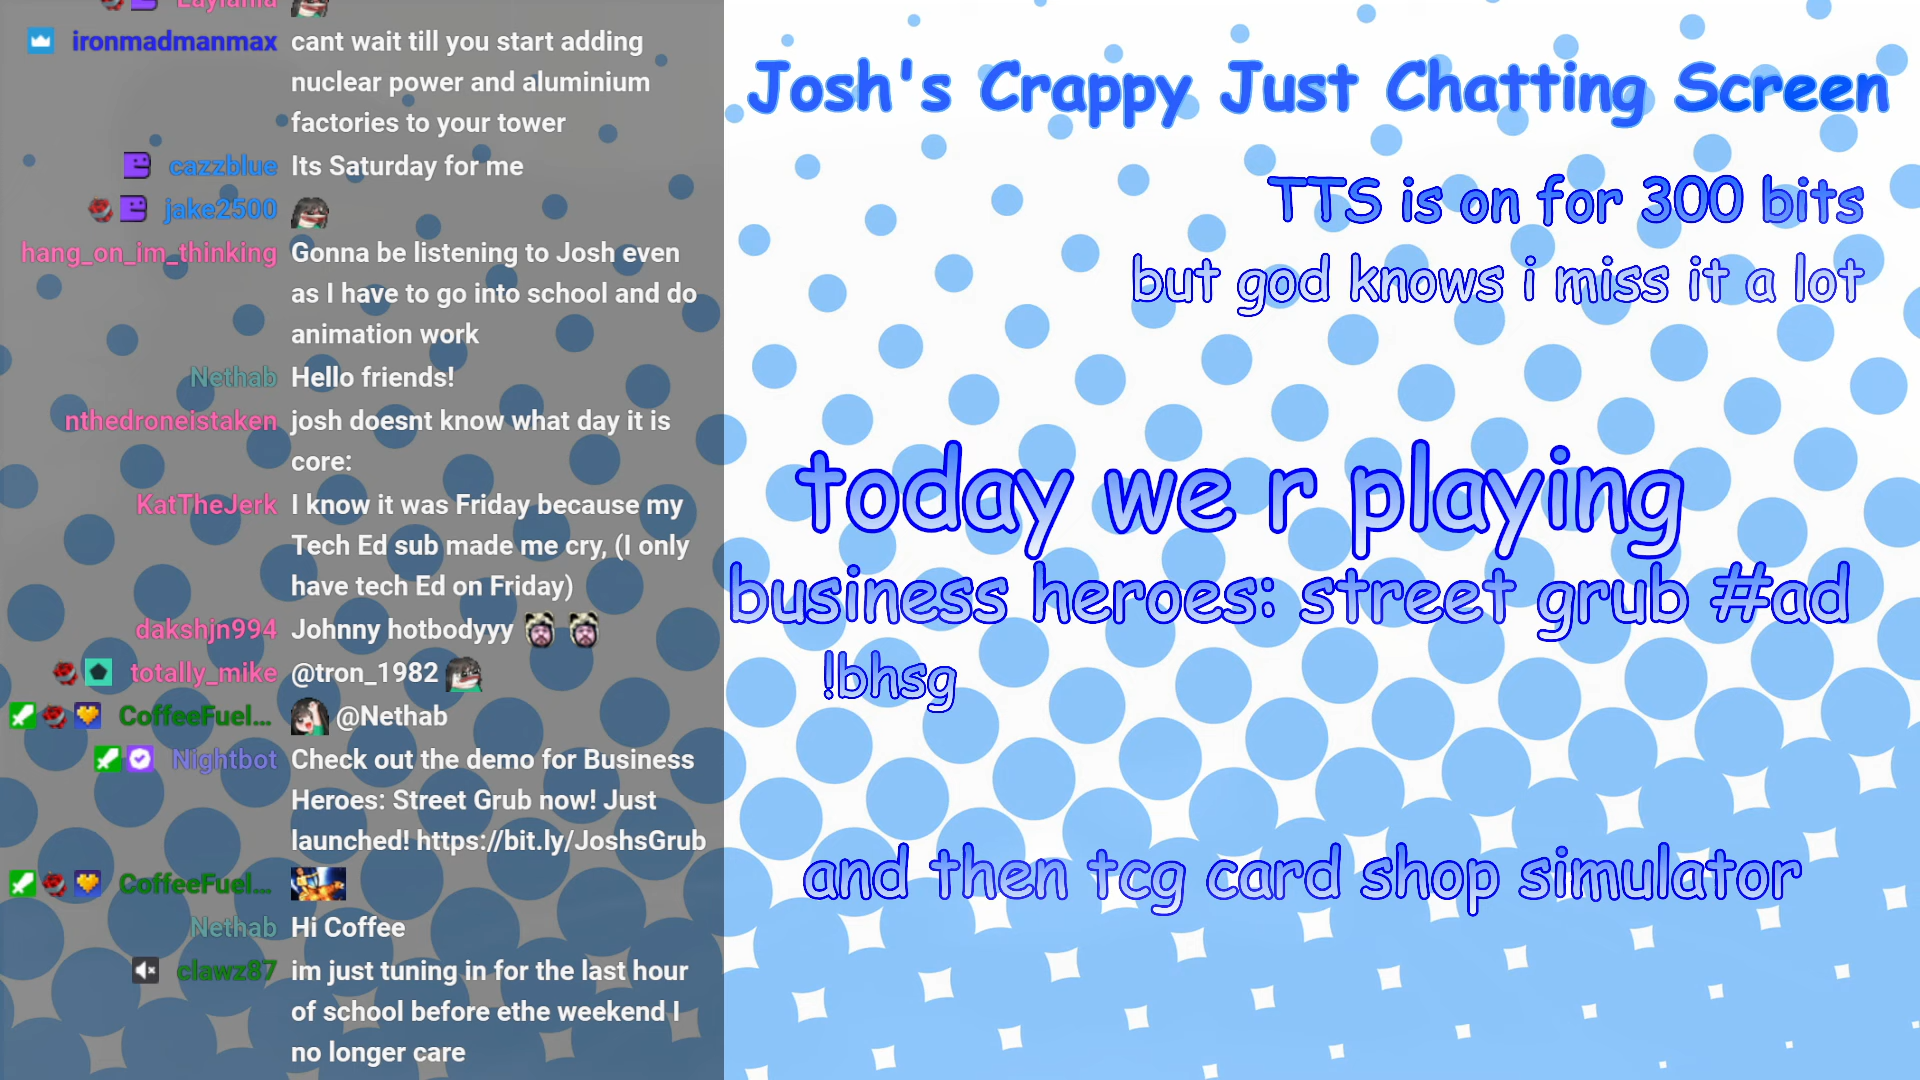 Laylama
ironmadmanmax cant wait till you start adding
nuclear power and aluminium
factories to your tower
cazzblue Its Saturday for me
jake2500
hang_on_im_thinking Gonna be listening to Josh even
as I have to go into school and do
animation work
Nethab Hello friends!
nthedroneistaken josh doesnt know what day it is
core:
KatTheJerk I know it was Friday because my
Tech Ed sub made me cry, (I only
have tech Ed on Friday)
dakshjn994 Johnny hotbodyyy
totally_mike @tron_1982
CoffeeFuel... @Nethab
Nightbot Check out the demo for Business
Heroes: Street Grub now! Just
launched! https://bit.ly/JoshsGrub
CoffeeFuel...
Nethab Hi Coffee
clawz87 im just tuning in for the last hour
of school before ethe weekend I
no longer care
Josh's Crappy Just Chatting Screen
TTS is on for 300 bits
but god knows i miss it a lot
today we r playing
business heroes: street grub #ad
!bhsg
and then tcg card shop simulator